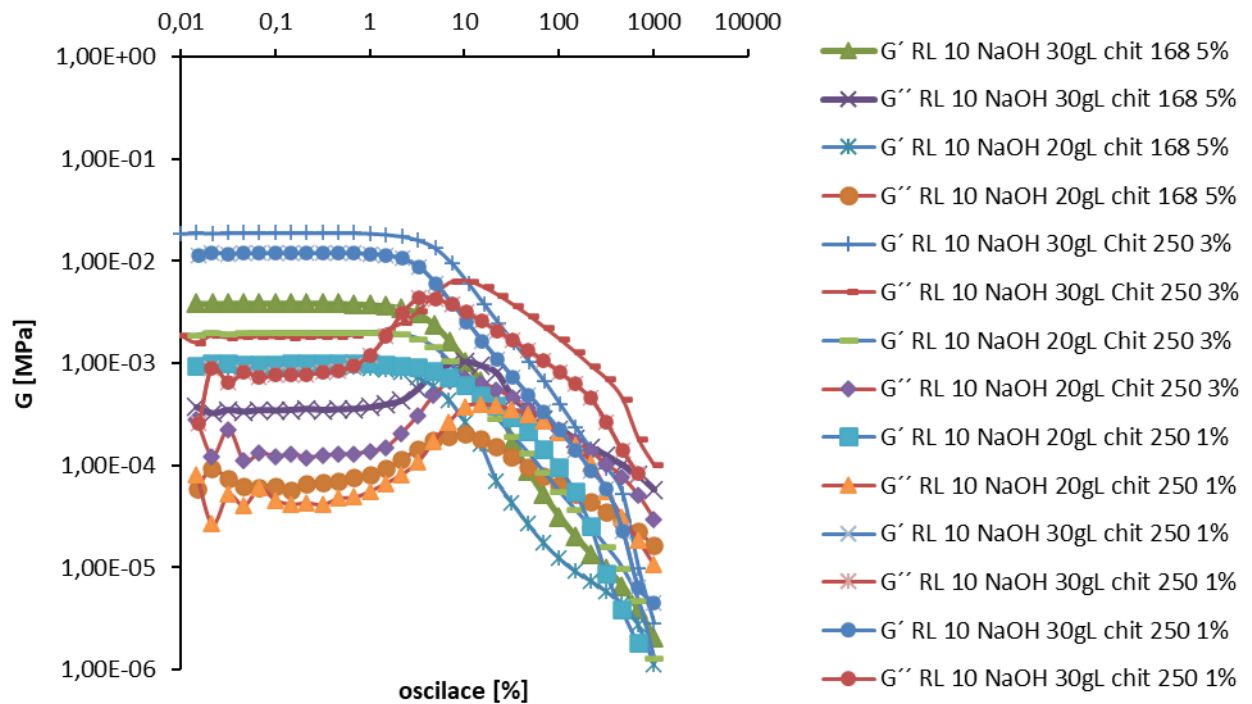 0,01 0,1 1 10 100 1000 10000
1,00E+00
1,00E-01
1,00E-02
1,00E-03
1,00E-04
1,00E-05
1,00E-06
G [MPa]
oscilace [%]
G´ RL 10 NaOH 30gL chit 168 5%
G´´ RL 10 NaOH 30gL chit 168 5%
G´ RL 10 NaOH 20gL chit 168 5%
G´´ RL 10 NaOH 20gL chit 168 5%
G´ RL 10 NaOH 30gL Chit 250 3%
G´´ RL 10 NaOH 30gL Chit 250 3%
G´ RL 10 NaOH 20gL Chit 250 3%
G´´ RL 10 NaOH 20gL Chit 250 3%
G´ RL 10 NaOH 20gL chit 250 1%
G´´ RL 10 NaOH 20gL chit 250 1%
G´ RL 10 NaOH 30gL chit 250 1%
G´´ RL 10 NaOH 30gL chit 250 1%
G´ RL 10 NaOH 30gL chit 250 1%
G´´ RL 10 NaOH 30gL chit 250 1%